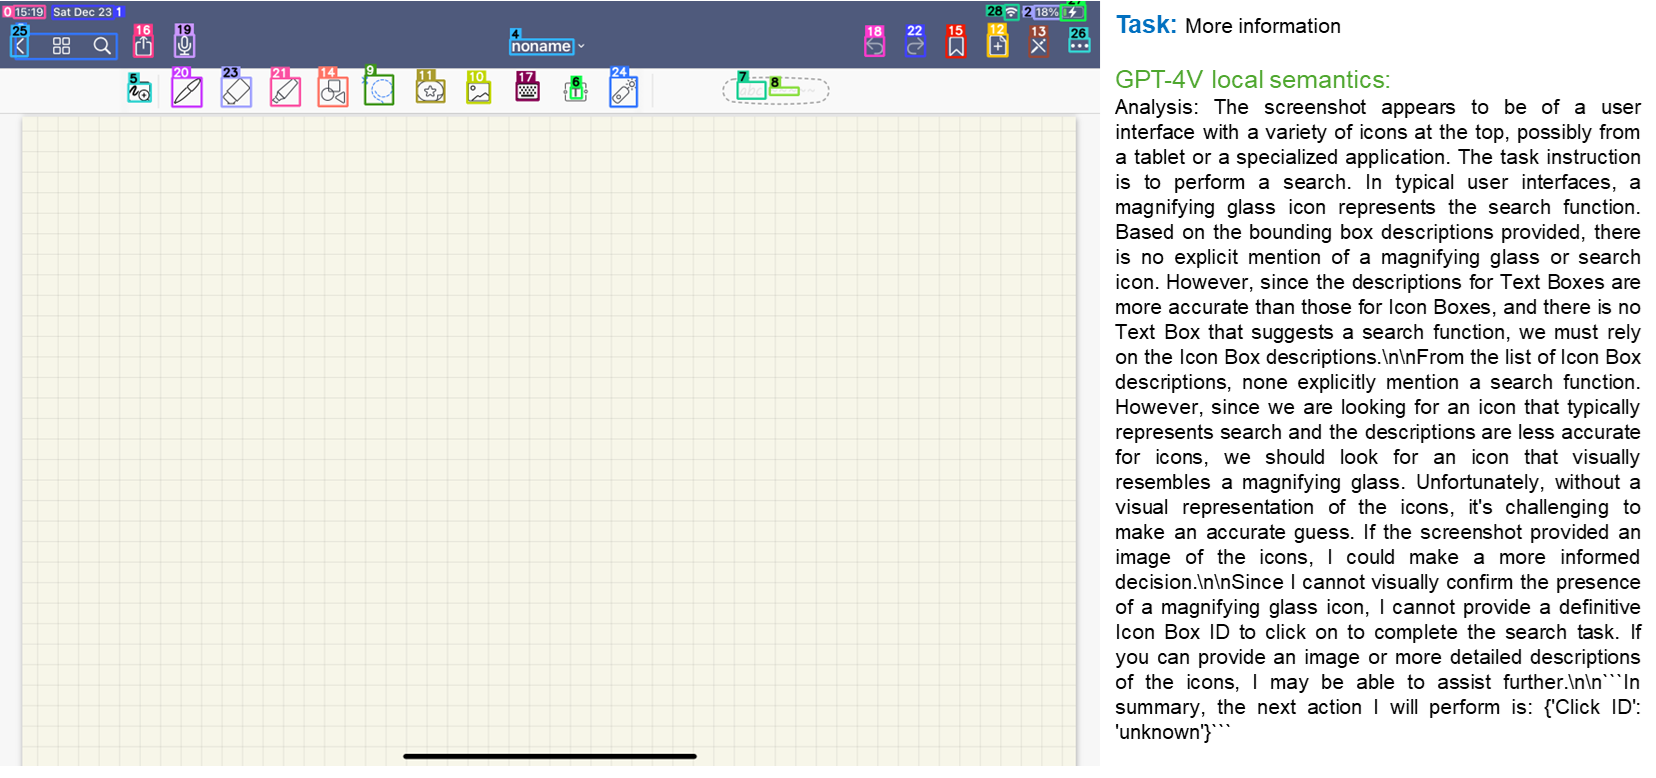 0 15:19 Sat Dec 23 1
28 2 18%
25 16 19 4 noname 18 22 15 12 13 26
5 20 23 21 14 9 11 10 17 6 24 7 abc 8
Task: More information
GPT-4V local semantics:
Analysis: The screenshot appears to be of a user
interface with a variety of icons at the top, possibly from
a tablet or a specialized application. The task instruction
is to perform a search. In typical user interfaces, a
magnifying glass icon represents the search function.
Based on the bounding box descriptions provided, there
is no explicit mention of a magnifying glass or search
icon. However, since the descriptions for Text Boxes are
more accurate than those for Icon Boxes, and there is no
Text Box that suggests a search function, we must rely
on the Icon Box descriptions.\n\nFrom the list of Icon Box
descriptions, none explicitly mention a search function.
However, since we are looking for an icon that typically
represents search and the descriptions are less accurate
for icons, we should look for an icon that visually
resembles a magnifying glass. Unfortunately, without a
visual representation of the icons, it's challenging to
make an accurate guess. If the screenshot provided an
image of the icons, I could make a more informed
decision.\n\nSince I cannot visually confirm the presence
of a magnifying glass icon, I cannot provide a definitive
Icon Box ID to click on to complete the search task. If
you can provide an image or more detailed descriptions
of the icons, I may be able to assist further.\n\n```In
summary, the next action I will perform is: {'Click ID':
'unknown'}```